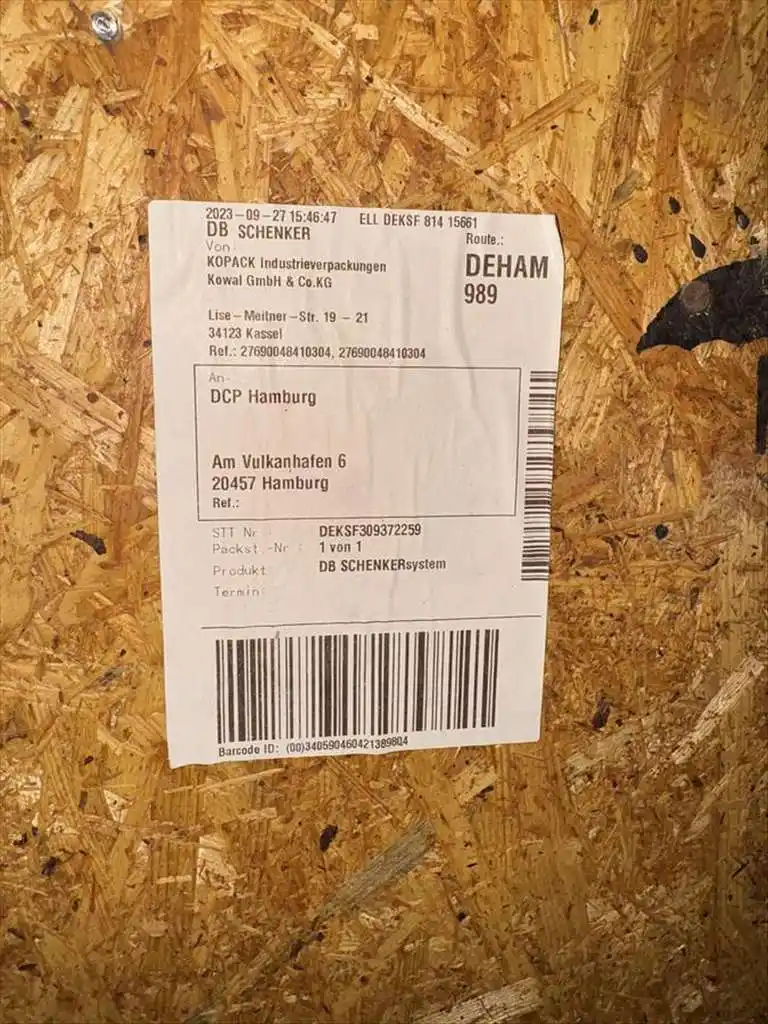 2023-09-27 15:46:47 ELL DEKSF 814 15661
DB SCHENKER
Route.:
Von
DEHAM
KOPACK Industrieverpackungen
Kowal GmbH & Co.KG
989
Lise-Meitner-Str. 19 - 21
34123 Kassel
Ref.: 27690048410304, 27690048410304
An-
DCP Hamburg
Am Vulkanhafen 6
20457 Hamburg
Ref.:
STT Nr : DEKSF309372259
Packst.-Nr : 1 von 1
Produkt DB SCHENKERsystem
Termin:
Barcode ID: (00)340590460421389804